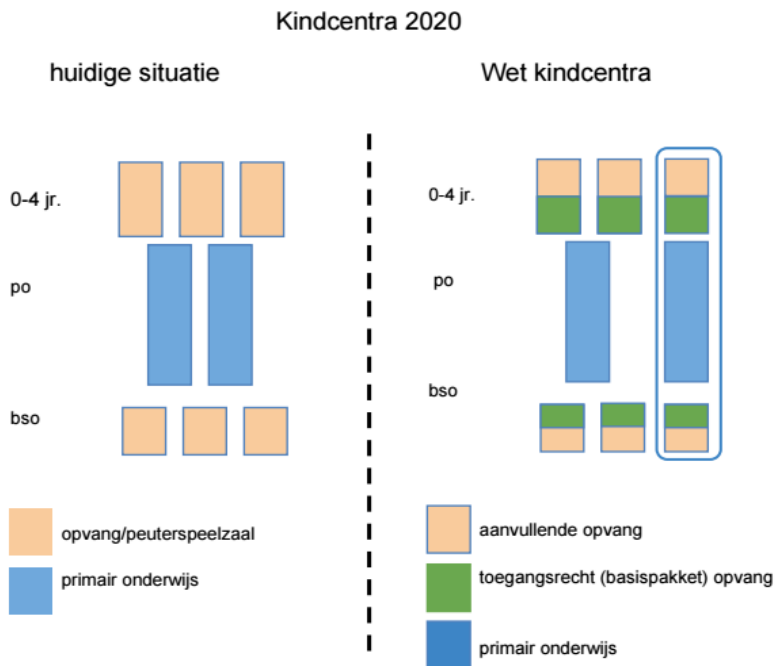 Kindcentra 2020
huidige situatie
0-4 jr.
po
bso
opvang/peuterspeelzaal
primair onderwijs
Wet kindcentra
0-4 jr.
po
bso
aanvullende opvang
toegangsrecht (basispakket) opvang
primair onderwijs